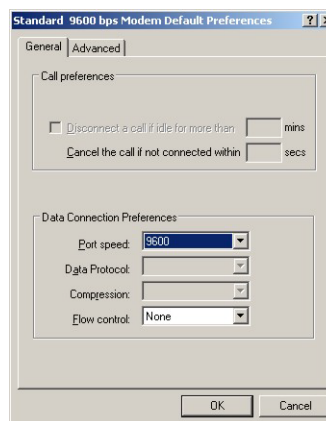 Standard 9600 bps Modem Default Preferences
General Advanced
Call preferences
Disconnect a call if idle for more than mins
Cancel the call if not connected within secs
Data Connection Preferences
Port speed: 9600
Data Protocol:
Compression:
Flow control: None
OK Cancel